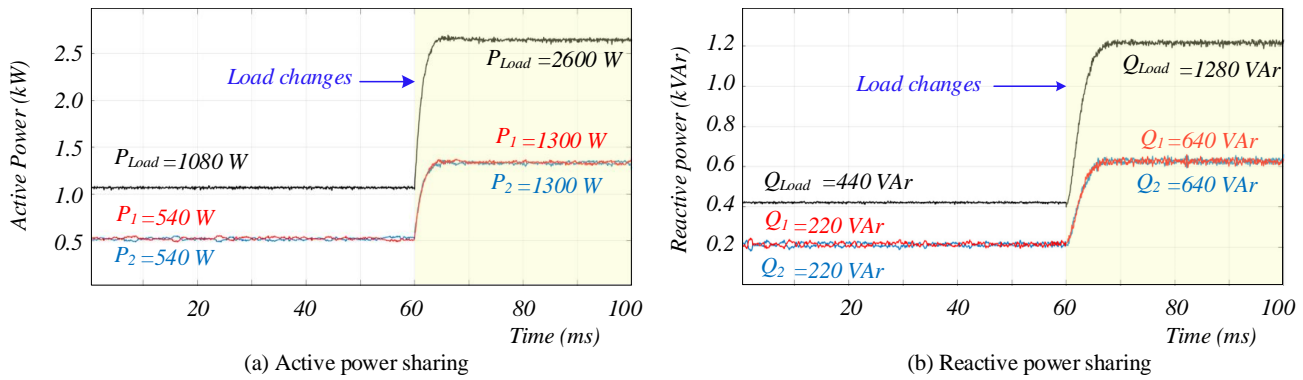 Active Power (kW)
2.5
2.0
1.5
1.0
0.5
20
40
60
80
100
Time (ms)
Load changes
P_Load =2600 W
P_1 =1300 W
P_2 =1300 W
P_Load =1080 W
P_1 =540 W
P_2 =540 W
(a) Active power sharing
Reactive power (kVAr)
1.2
1.0
0.8
0.6
0.4
0.2
20
40
60
80
100
Time (ms)
Load changes
Q_Load =1280 VAr
Q_1 =640 VAr
Q_2 =640 VAr
Q_Load =440 VAr
Q_1 =220 VAr
Q_2 =220 VAr
(b) Reactive power sharing